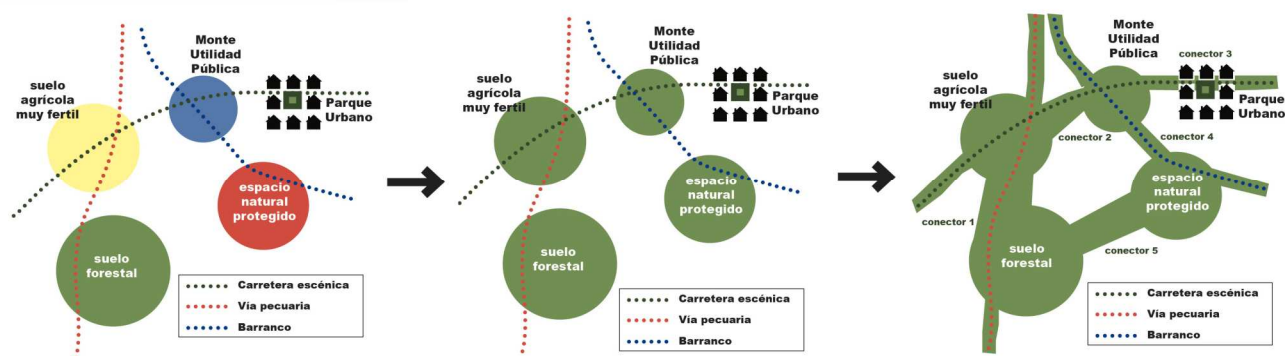 suelo
agrícola
muy fertil
Monte
Utilidad
Pública
Parque
Urbano
espacio
natural
protegido
suelo
forestal
Carretera escénica
Vía pecuaria
Barranco
suelo
agrícola
muy fertil
Monte
Utilidad
Pública
Parque
Urbano
espacio
natural
protegido
suelo
forestal
Carretera escénica
Vía pecuaria
Barranco
Monte
Utilidad
Pública
conector 3
suelo
agrícola
muy fertil
Parque
Urbano
conector 2
conector 4
espacio
natural
protegido
conector 1
suelo
forestal
conector 5
Carretera escénica
Vía pecuaria
Barranco